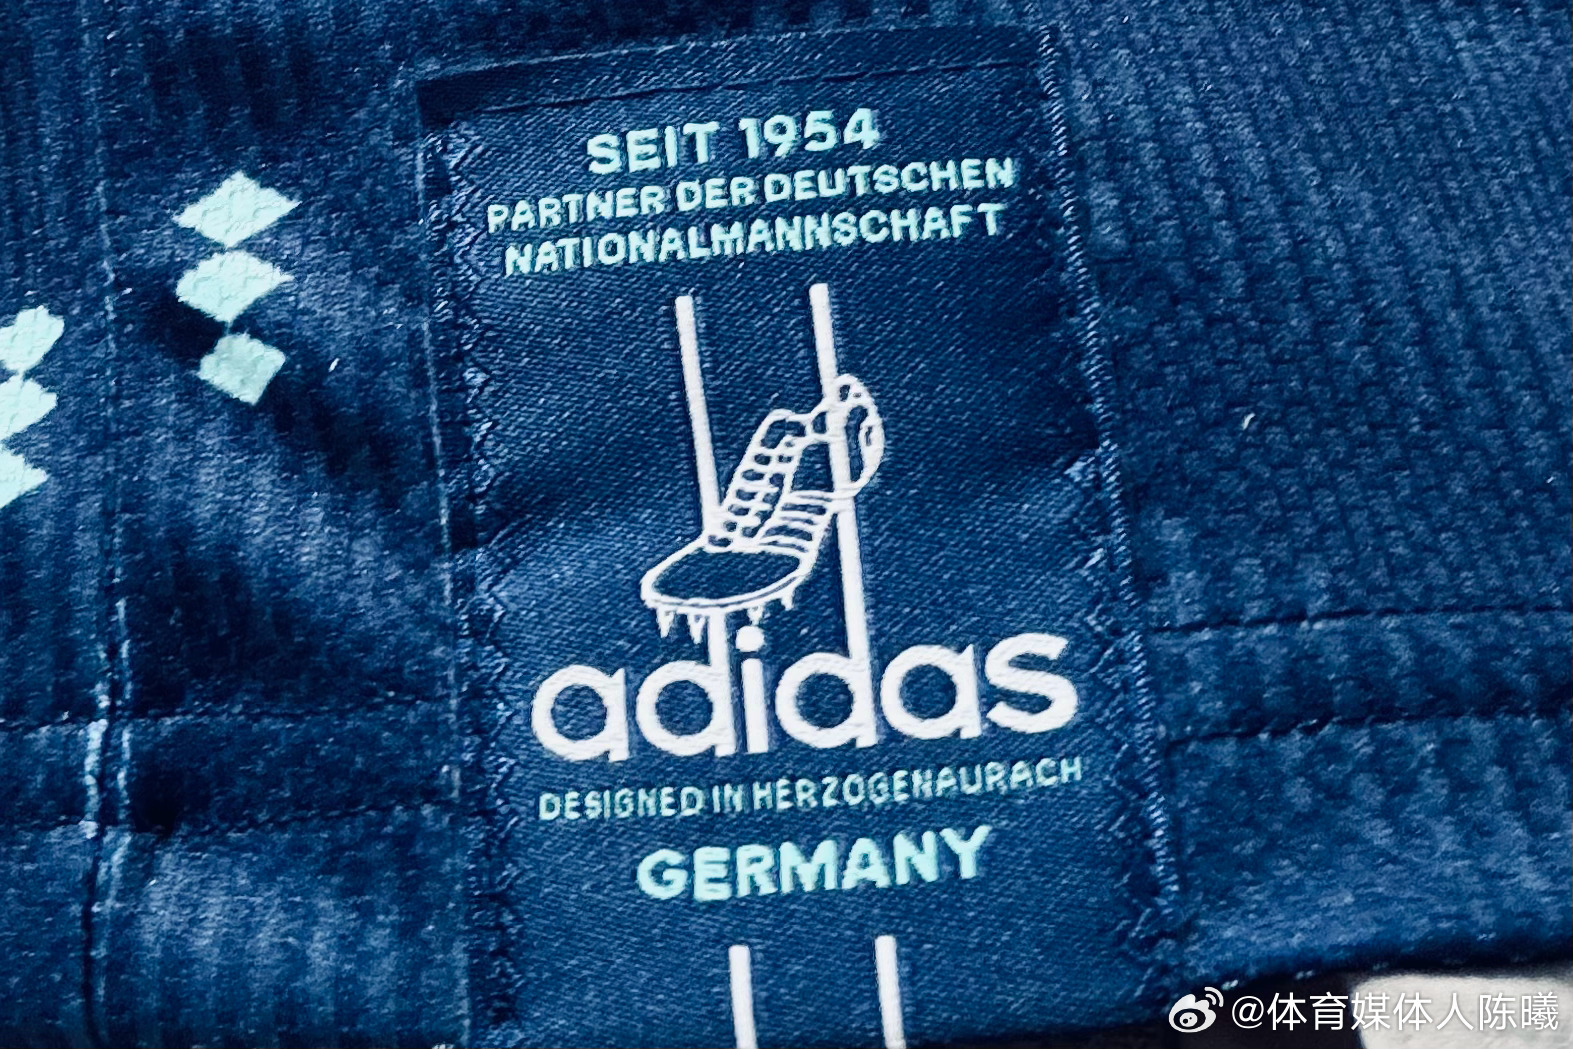 SEIT 1954
PARTNER DER DEUTSCHEN
NATIONALMANNSCHAFT
adidas
DESIGNED IN HERZOGENAURACH
GERMANY
@体育媒体人陈曦